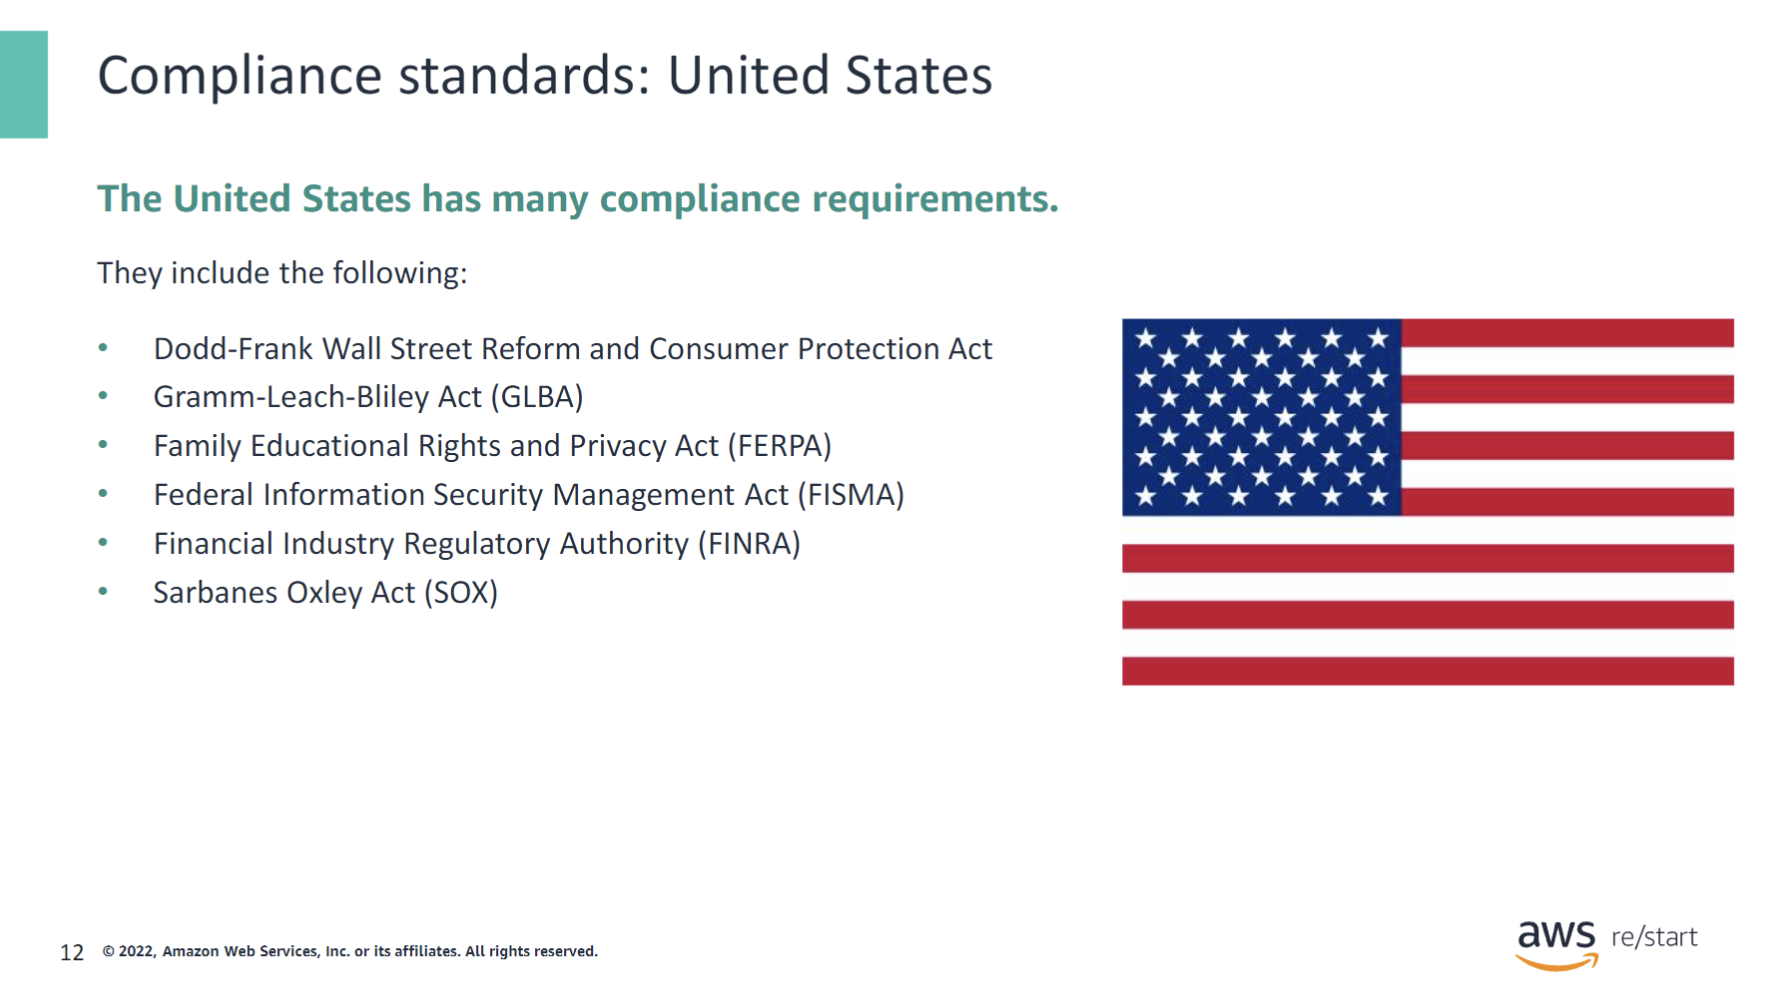 Compliance standards: United States
The United States has many compliance requirements.
They include the following:
• Dodd-Frank Wall Street Reform and Consumer Protection Act
• Gramm-Leach-Bliley Act (GLBA)
• Family Educational Rights and Privacy Act (FERPA)
• Federal Information Security Management Act (FISMA)
• Financial Industry Regulatory Authority (FINRA)
• Sarbanes Oxley Act (SOX)
12 © 2022, Amazon Web Services, Inc. or its affiliates. All rights reserved.
aws re/start